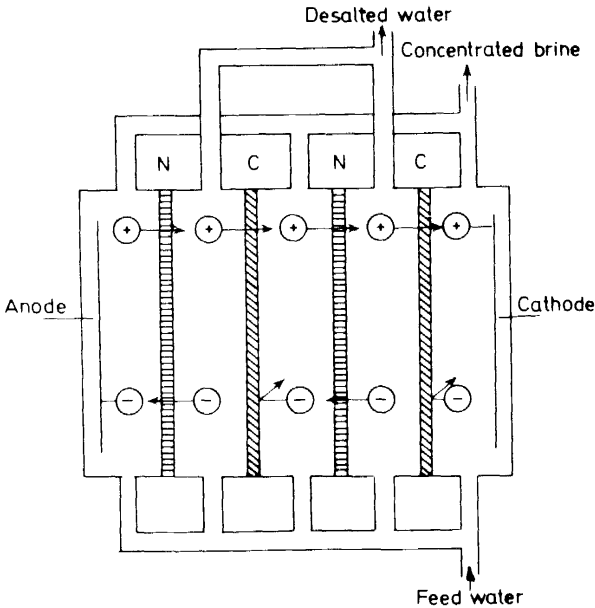 Desalted water
Concentrated brine
N C N C
+ + + + +
Anode
Cathode
− − − − −
Feed water